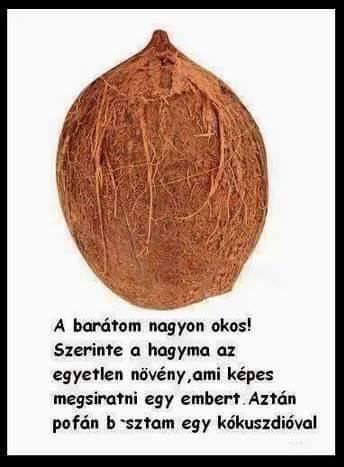 A barátom nagyon okos!
Szerinte a hagyma az
egyetlen növény,ami képes
megsiratni egy embert.Aztán
pofán b sztam egy kókuszdióval